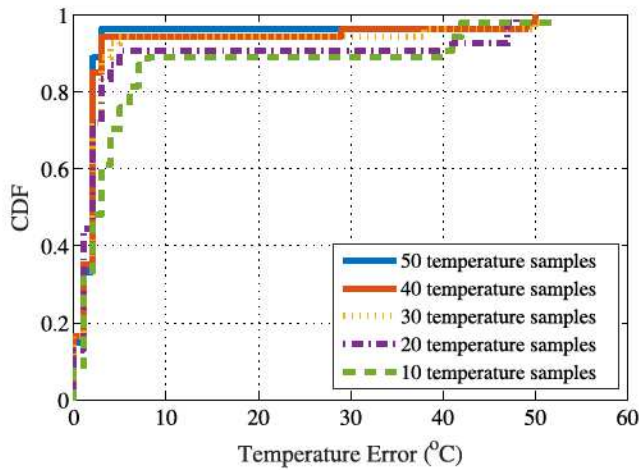 1
0.8
0.6
0.4
0.2
0
CDF
50 temperature samples
40 temperature samples
30 temperature samples
20 temperature samples
10 temperature samples
0 10 20 30 40 50 60
Temperature Error (°C)